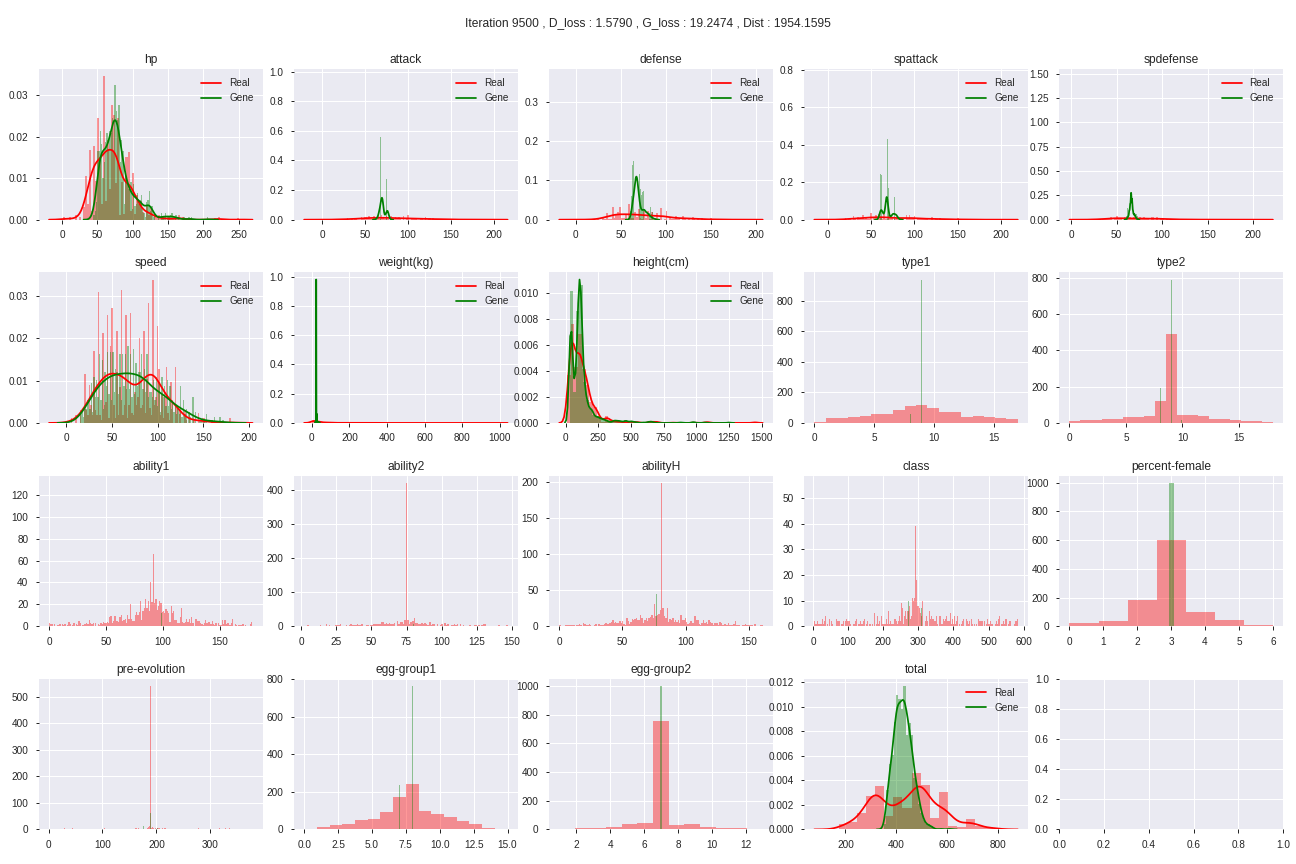 Iteration 9500 , D_loss : 1.5790 , G_loss : 19.2474 , Dist : 1954.1595
hp
Real
Gene
0.03
0.02
0.01
0.00
0 50 100 150 200 250
attack
Real
Gene
1.0
0.8
0.6
0.4
0.2
0.0
0 50 100 150 200
defense
Real
Gene
0.3
0.2
0.1
0.0
0 50 100 150 200
spattack
Real
Gene
0.8
0.6
0.4
0.2
0.0
0 50 100 150 200
spdefense
Real
Gene
1.50
1.25
1.00
0.75
0.50
0.25
0.00
0 50 100 150 200
speed
Real
Gene
0.03
0.02
0.01
0.00
0 50 100 150 200
weight(kg)
Real
Gene
1.0
0.8
0.6
0.4
0.2
0.0
0 200 400 600 800 1000
height(cm)
Real
Gene
0.010
0.008
0.006
0.004
0.002
0.000
0 250 500 750 1000 1250 1500
type1
800
600
400
200
0
0 5 10 15
type2
800
600
400
200
0
0 5 10 15
ability1
120
100
80
60
40
20
0
0 50 100 150
ability2
400
300
200
100
0
0 25 50 75 100 125 150
abilityH
200
150
100
50
0
0 50 100 150
class
50
40
30
20
10
0
0 100 200 300 400 500 600
percent-female
1000
800
600
400
200
0
0 1 2 3 4 5 6
pre-evolution
500
400
300
200
100
0
0 100 200 300
egg-group1
800
600
400
200
0
0.0 2.5 5.0 7.5 10.0 12.5 15.0
egg-group2
1000
800
600
400
200
0
2 4 6 8 10 12
total
Real
Gene
0.012
0.010
0.008
0.006
0.004
0.002
0.000
200 400 600 800
1.0
0.8
0.6
0.4
0.2
0.0
0.0 0.2 0.4 0.6 0.8 1.0